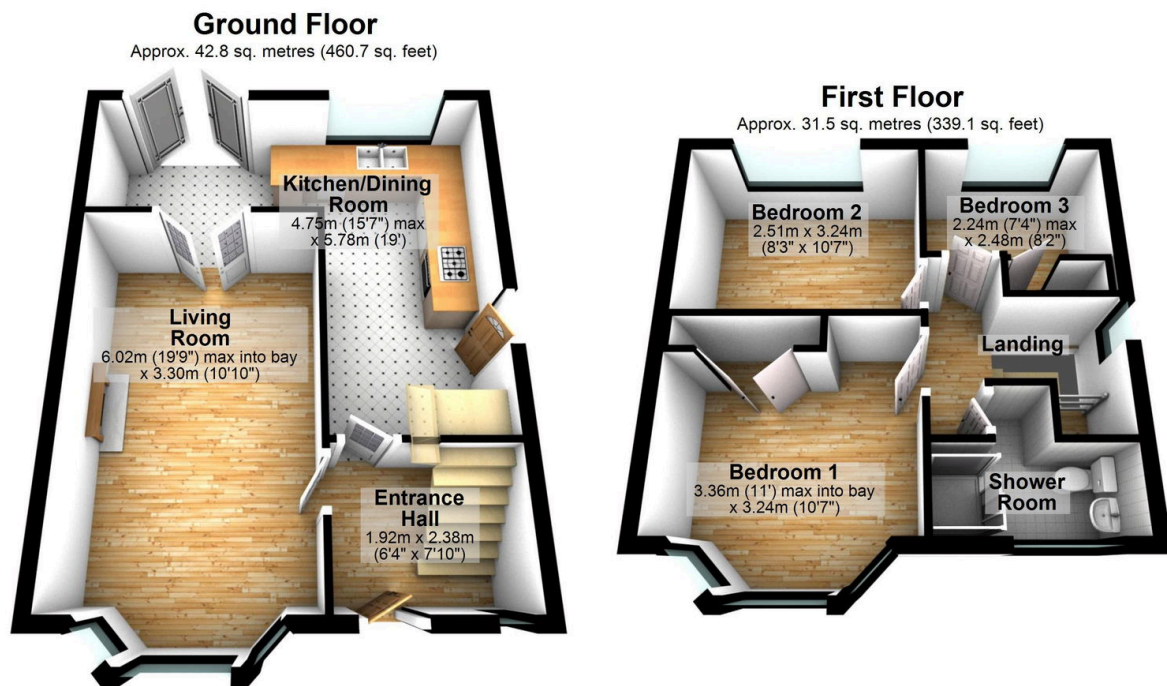 Ground Floor
Approx. 42.8 sq. metres (460.7 sq. feet)
Kitchen/Dining
Room
4.75m (15'7") max
x 5.78m (19')
Living
Room
6.02m (19'9") max into bay
x 3.30m (10'10")
Entrance
Hall
1.92m x 2.38m
(6'4" x 7'10")
First Floor
Approx. 31.5 sq. metres (339.1 sq. feet)
Bedroom 2
2.51m x 3.24m
(8'3" x 10'7")
Bedroom 3
2.24m (7'4") max
x 2.48m (8'2")
Landing
Bedroom 1
3.36m (11') max into bay
x 3.24m (10'7")
Shower
Room